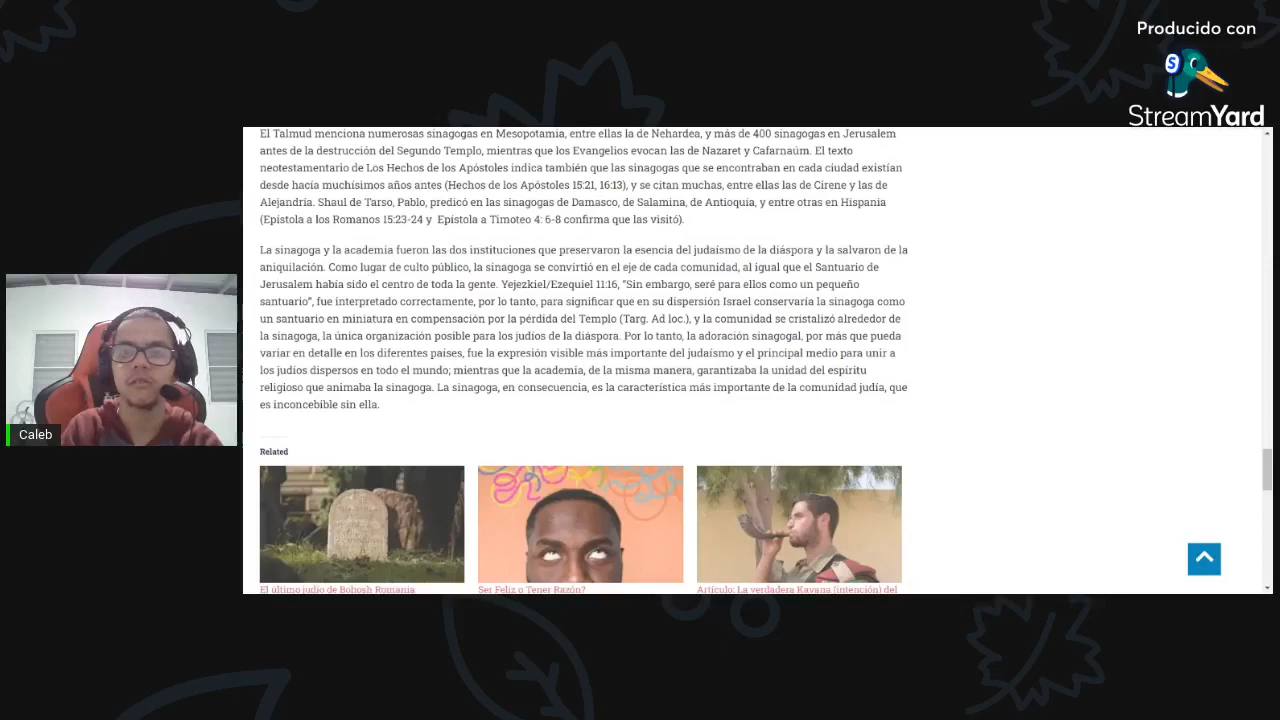 Producido con
StreamYard
El Talmud menciona numerosas sinagogas en Mesopotamia, entre ellas la de Nehardea, y más de 400 sinagogas en Jerusalem
antes de la destrucción del Segundo Templo, mientras que los Evangelios evocan las de Nazaret y Cafarnaúm. El texto
neotestamentario de Los Hechos de los Apóstoles indica también que las sinagogas que se encontraban en cada ciudad existían
desde hacía muchísimos años antes (Hechos de los Apóstoles 15:21, 16:13), y se citan muchas, entre ellas las de Cirene y las de
Alejandría. Shaul de Tarso, Pablo, predicó en las sinagogas de Damasco, de Salamina, de Antioquía, y entre otras en Hispania
(Epístola a los Romanos 15:23-24 y Epístola a Timoteo 4: 6-8 confirma que las visitó).
La sinagoga y la academia fueron las dos instituciones que preservaron la esencia del judaísmo de la diáspora y la salvaron de la
aniquilación. Como lugar de culto público, la sinagoga se convirtió en el eje de cada comunidad, al igual que el Santuario de
Jerusalem había sido el centro de toda la gente. Yejezkiel/Ezequiel 11:16, "Sin embargo, seré para ellos como un pequeño
santuario", fue interpretado correctamente, por lo tanto, para significar que en su dispersión Israel conservaría la sinagoga como
un santuario en miniatura en compensación por la pérdida del Templo (Targ. Ad loc.), y la comunidad se cristalizó alrededor de
la sinagoga, la única organización posible para los judíos de la diáspora. Por lo tanto, la adoración sinagogal, por más que pueda
variar en detalle en los diferentes países, fue la expresión visible más importante del judaísmo y el principal medio para unir a
los judíos dispersos en todo el mundo; mientras que la academia, de la misma manera, garantizaba la unidad del espíritu
religioso que animaba la sinagoga. La sinagoga, en consecuencia, es la característica más importante de la comunidad judía, que
es inconcebible sin ella.
Related
El último judío de Bohosh Romania
Ser Feliz o Tener Razón?
Artículo: La verdadera Kavana (intención) del
Caleb